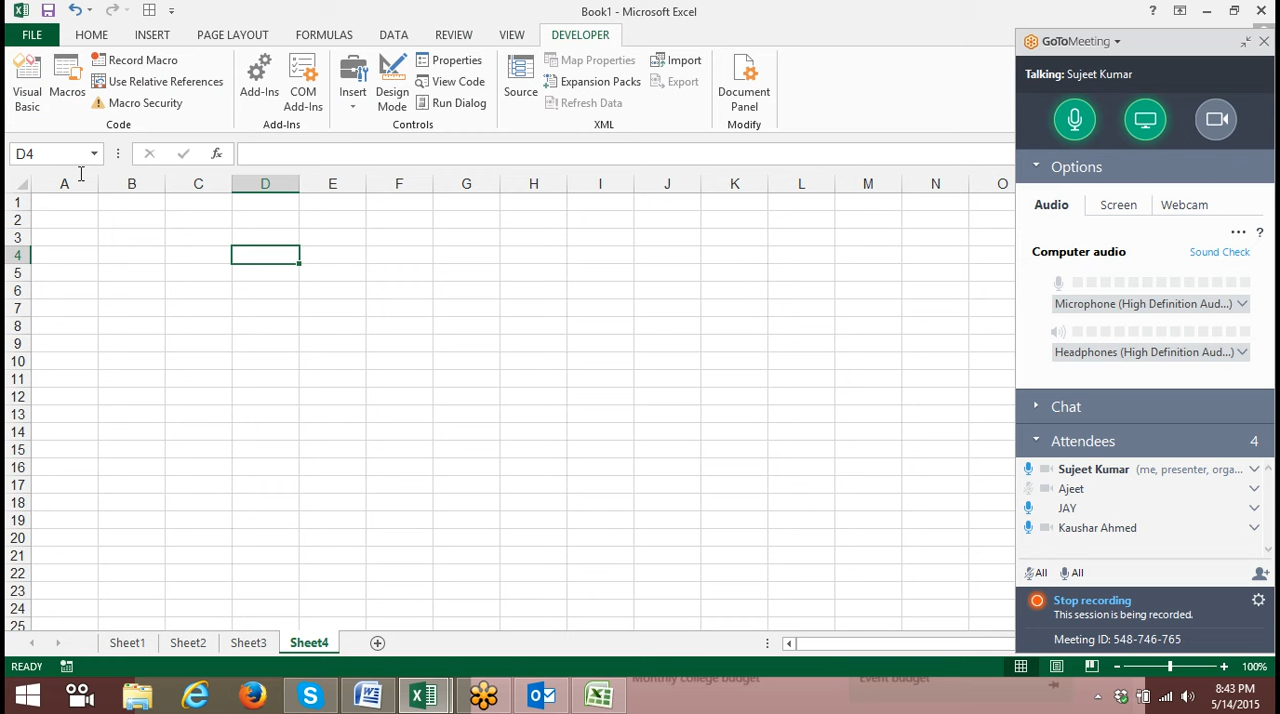 Book1 - Microsoft Excel
FILE HOME INSERT PAGE LAYOUT FORMULAS DATA REVIEW VIEW DEVELOPER
Visual Basic
Macros
Record Macro
Use Relative References
Macro Security
Code
Add-Ins
COM Add-Ins
Add-Ins
Insert
Design Mode
Properties
View Code
Run Dialog
Controls
Source
Map Properties
Expansion Packs
Refresh Data
Import
Export
XML
Document Panel
Modify
D4
fx
A B C D E F G H I J K L M N O
1
2
3
4
5
6
7
8
9
10
11
12
13
14
15
16
17
18
19
20
21
22
23
24
25
Sheet1 Sheet2 Sheet3 Sheet4
READY
100%
GoToMeeting
Talking: Sujeet Kumar
Options
Audio Screen Webcam
... ?
Computer audio Sound Check
Microphone (High Definition Aud...)
Headphones (High Definition Aud...)
Chat
Attendees 4
Sujeet Kumar (me, presenter, orga...
Ajeet
JAY
Kaushar Ahmed
All All
Stop recording
This session is being recorded.
Meeting ID: 548-746-765
Monthly college budget
Event budget
8:43 PM
5/14/2015